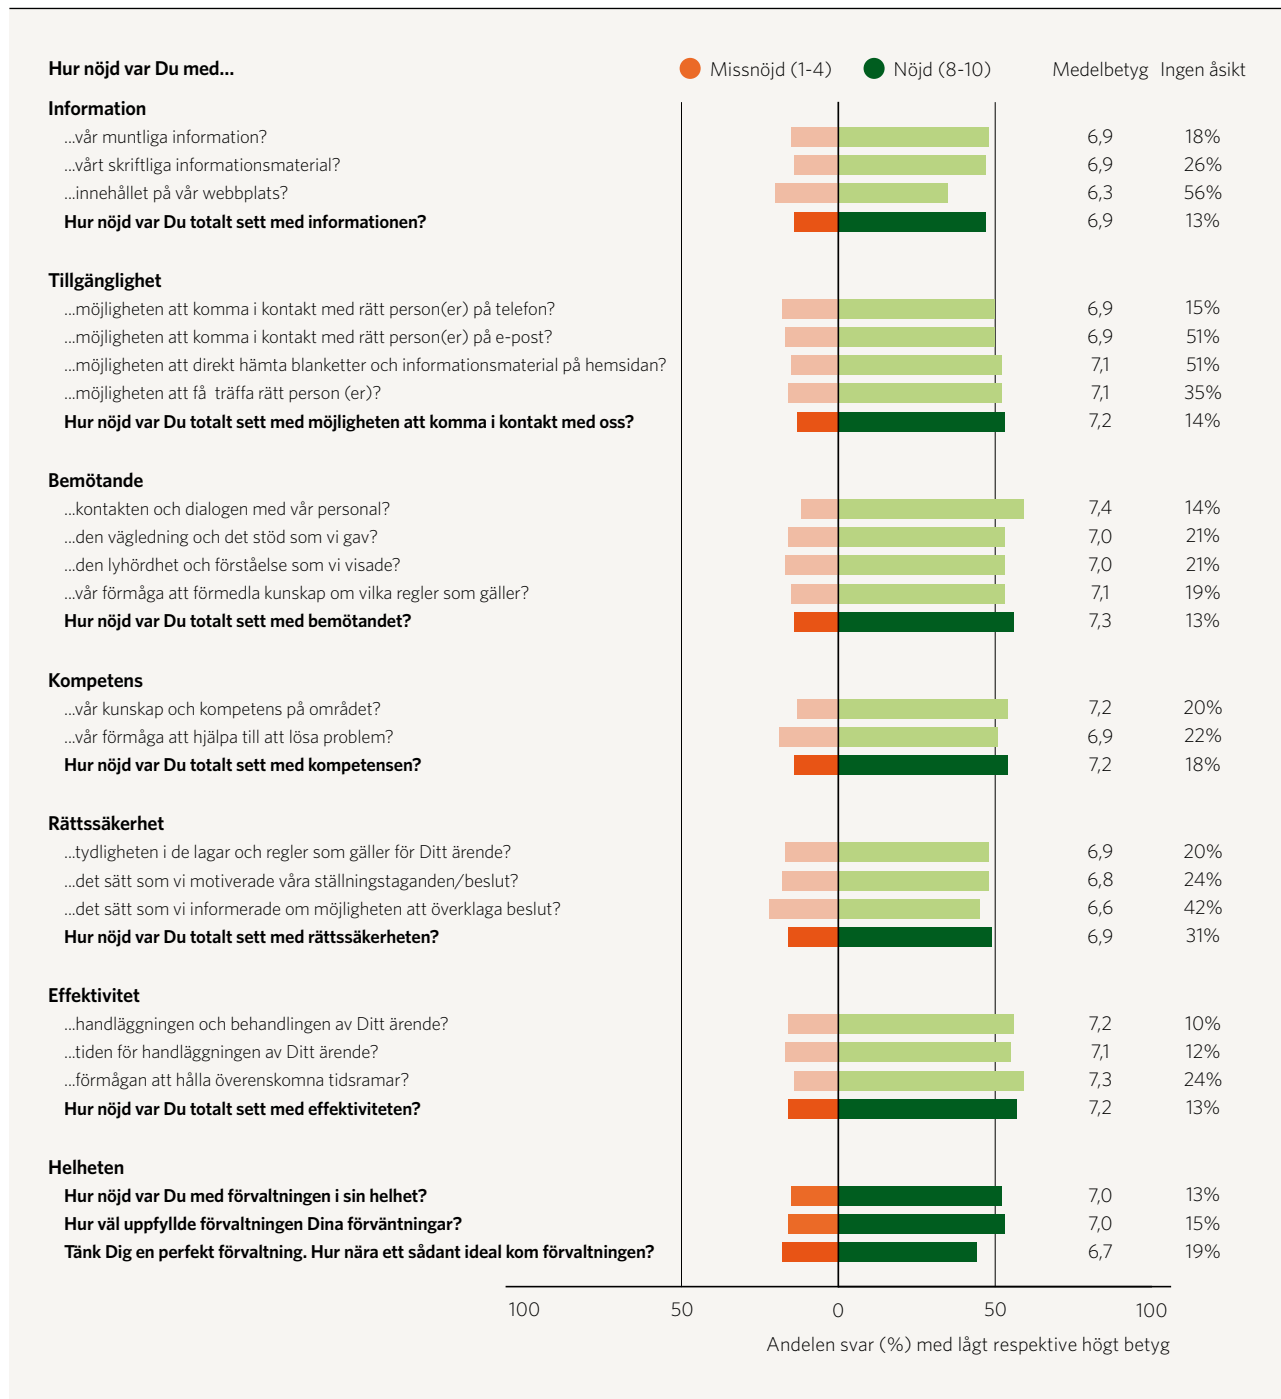 Hur nöjd var Du med... Missnöjd (1-4) Nöjd (8-10) Medelbetyg Ingen åsikt
Information
...vår muntliga information? 6,9 18%
...vårt skriftliga informationsmaterial? 6,9 26%
...innehållet på vår webbplats? 6,3 56%
Hur nöjd var Du totalt sett med informationen? 6,9 13%
Tillgänglighet
...möjligheten att komma i kontakt med rätt person(er) på telefon? 6,9 15%
...möjligheten att komma i kontakt med rätt person(er) på e-post? 6,9 51%
...möjligheten att direkt hämta blanketter och informationsmaterial på hemsidan? 7,1 51%
...möjligheten att få träffa rätt person (er)? 7,1 35%
Hur nöjd var Du totalt sett med möjligheten att komma i kontakt med oss? 7,2 14%
Bemötande
...kontakten och dialogen med vår personal? 7,4 14%
...den vägledning och det stöd som vi gav? 7,0 21%
...den lyhördhet och förståelse som vi visade? 7,0 21%
...vår förmåga att förmedla kunskap om vilka regler som gäller? 7,1 19%
Hur nöjd var Du totalt sett med bemötandet? 7,3 13%
Kompetens
...vår kunskap och kompetens på området? 7,2 20%
...vår förmåga att hjälpa till att lösa problem? 6,9 22%
Hur nöjd var Du totalt sett med kompetensen? 7,2 18%
Rättssäkerhet
...tydligheten i de lagar och regler som gäller för Ditt ärende? 6,9 20%
...det sätt som vi motiverade våra ställningstaganden/beslut? 6,8 24%
...det sätt som vi informerade om möjligheten att överklaga beslut? 6,6 42%
Hur nöjd var Du totalt sett med rättssäkerheten? 6,9 31%
Effektivitet
...handläggningen och behandlingen av Ditt ärende? 7,2 10%
...tiden för handläggningen av Ditt ärende? 7,1 12%
...förmågan att hålla överenskomna tidsramar? 7,3 24%
Hur nöjd var Du totalt sett med effektiviteten? 7,2 13%
Helheten
Hur nöjd var Du med förvaltningen i sin helhet? 7,0 13%
Hur väl uppfyllde förvaltningen Dina förväntningar? 7,0 15%
Tänk Dig en perfekt förvaltning. Hur nära ett sådant ideal kom förvaltningen? 6,7 19%
100 50 0 50 100
Andelen svar (%) med lågt respektive högt betyg